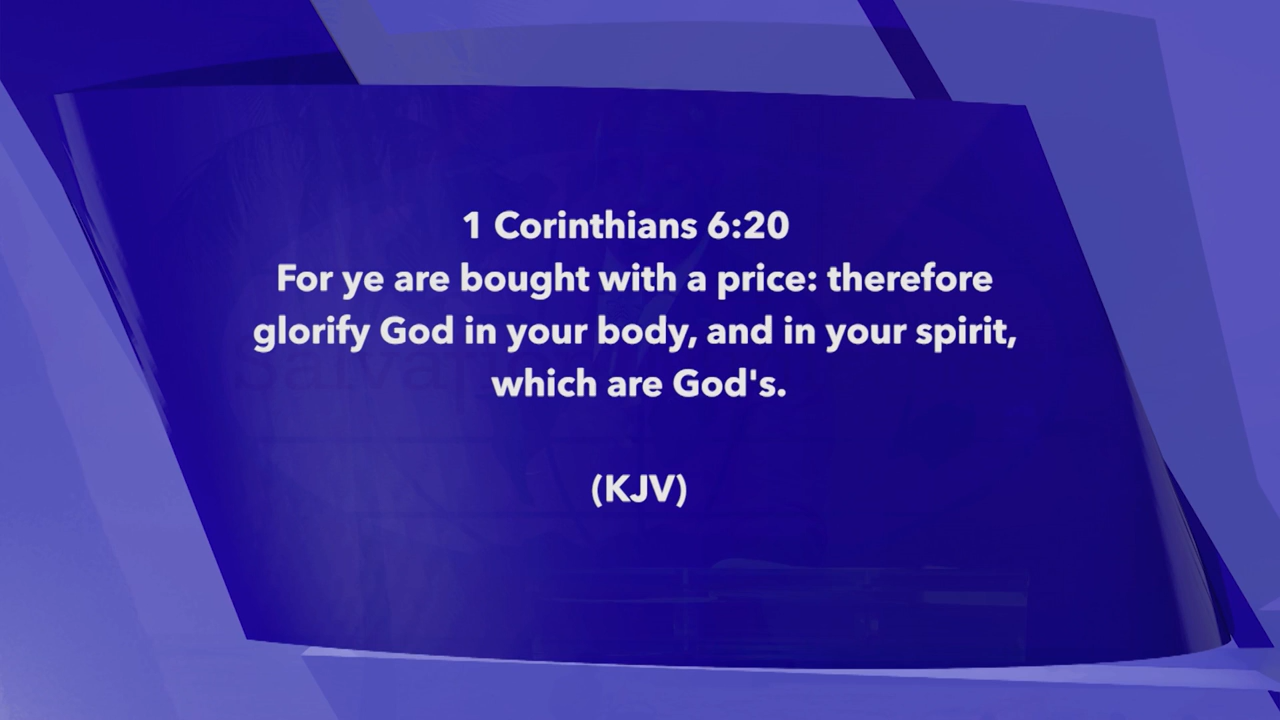 1 Corinthians 6:20
For ye are bought with a price: therefore
glorify God in your body, and in your spirit,
which are God's.
(KJV)